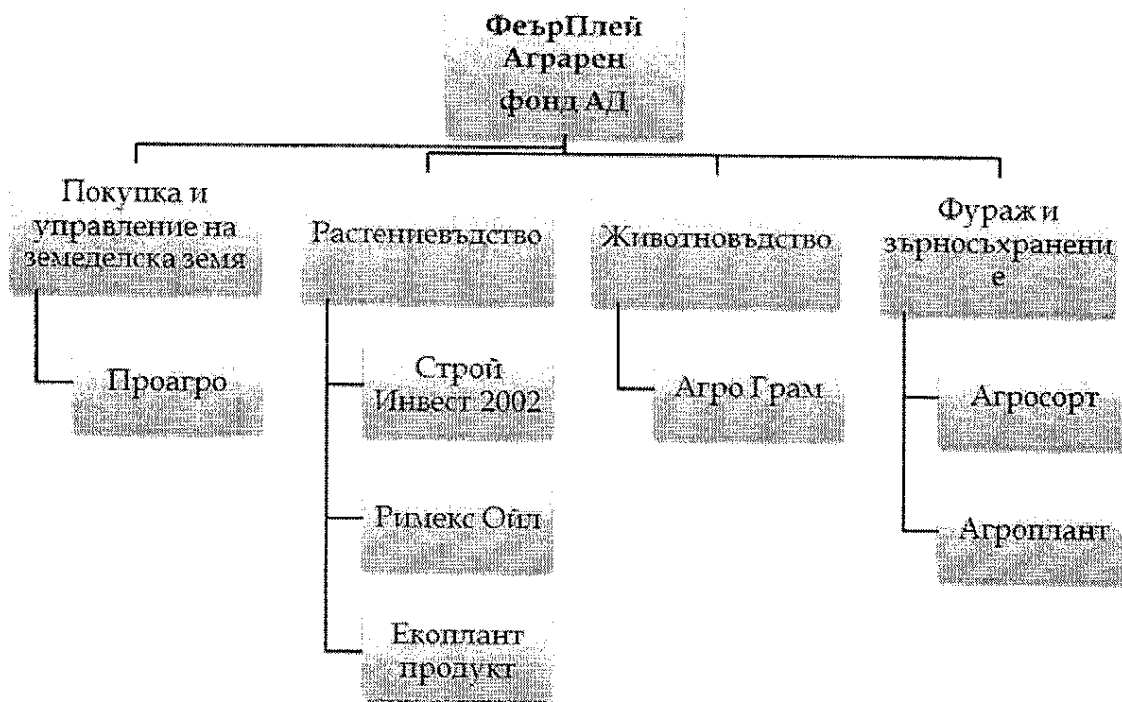 ФеърПлей
Аграрен
фонд АД
Покупка и
управление на
земеделска земя
Растениевъдство
Животновъдство
Фураж и
зърносъхранени
е
Проагро
Строй
Инвест 2002
Римекс Ойл
Екоплант
продукт
Агро Грам
Агросорт
Агроплант